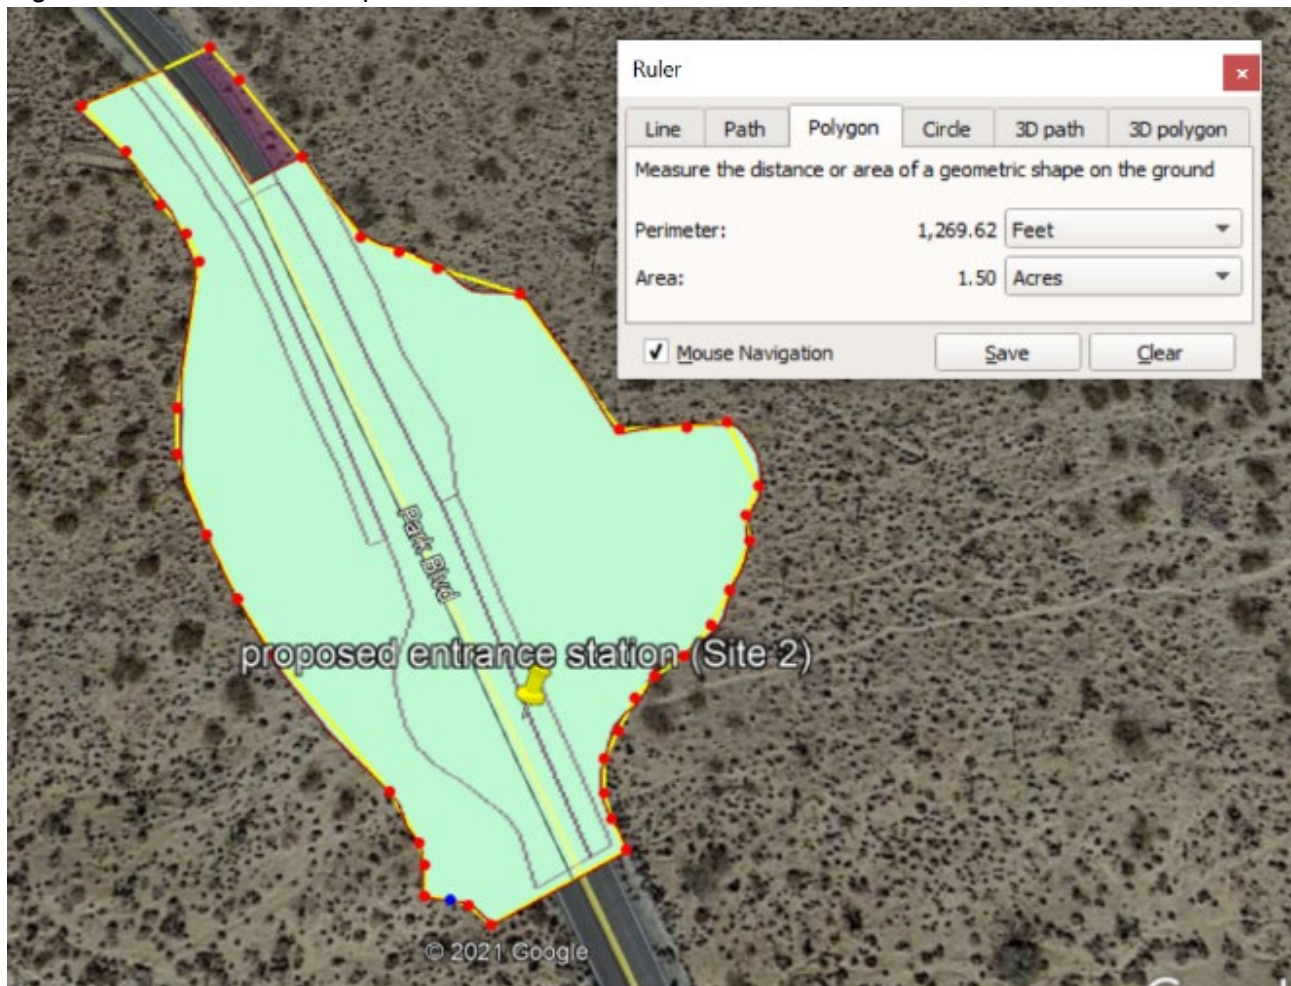 Ruler
Line Path Polygon Circle 3D path 3D polygon
Measure the distance or area of a geometric shape on the ground
Perimeter: 1,269.62 Feet
Area: 1.50 Acres
Mouse Navigation Save Clear
Park Blvd
proposed entrance station (Site 2)
© 2021 Google